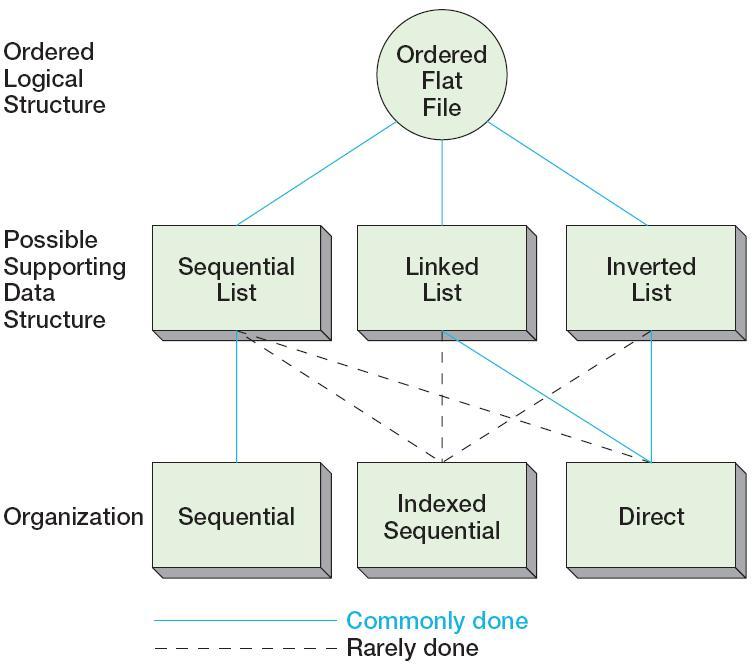 Ordered
Logical
Structure
Ordered
Flat
File
Possible
Supporting
Data
Structure
Sequential
List
Linked
List
Inverted
List
Organization
Sequential
Indexed
Sequential
Direct
Commonly done
Rarely done